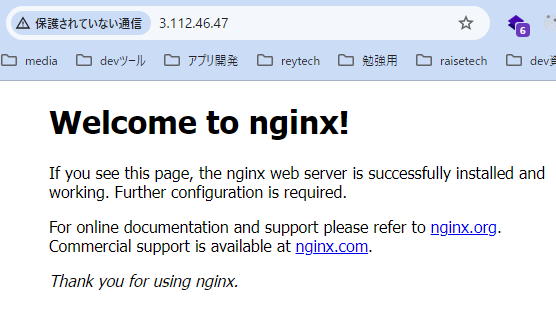 保護されていない通信 3.112.46.47
6
media devツール アプリ開発 reytech 勉強用 raisetech
Welcome to nginx!
If you see this page, the nginx web server is successfully installed and
working. Further configuration is required.
For online documentation and support please refer to nginx.org.
Commercial support is available at nginx.com.
Thank you for using nginx.